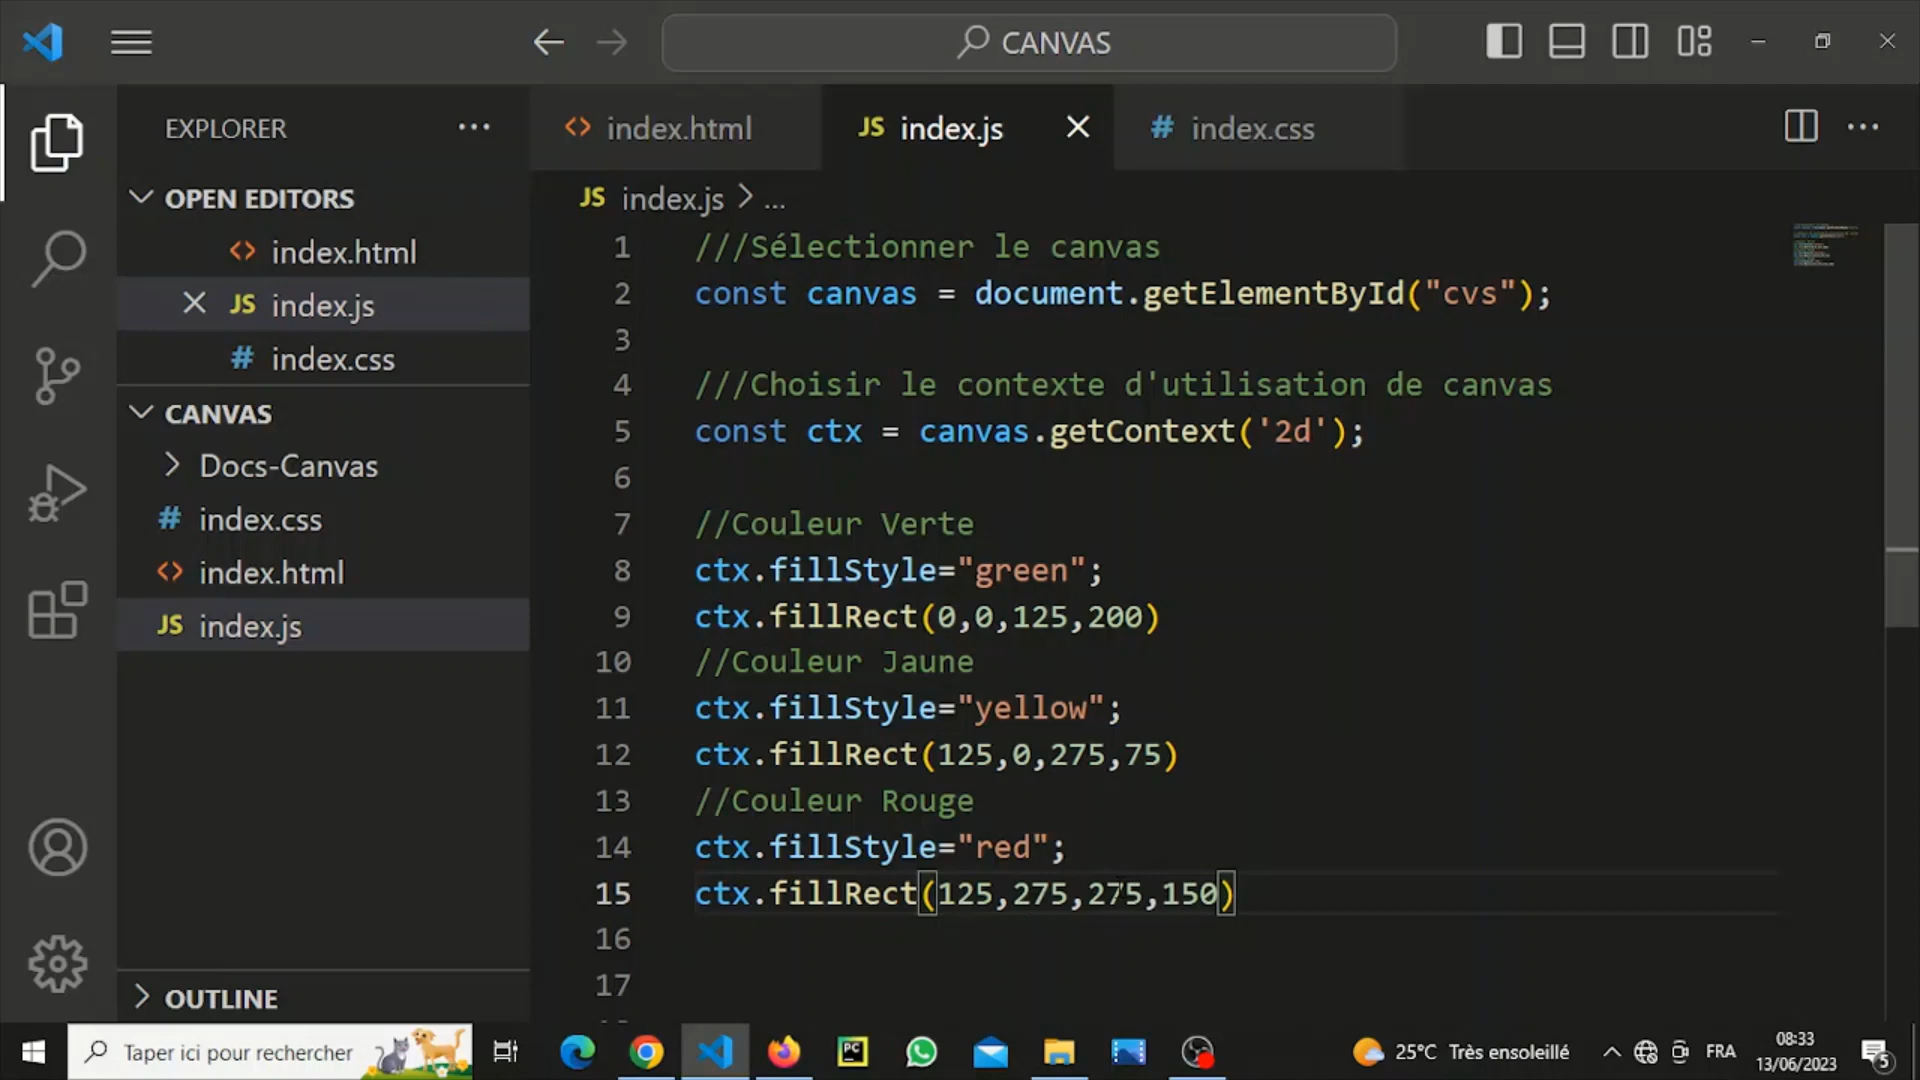 CANVAS
EXPLORER
index.html
JS index.js
# index.css
OPEN EDITORS
index.html
JS index.js
# index.css
CANVAS
Docs-Canvas
# index.css
index.html
JS index.js
OUTLINE
JS index.js > ...
1 ///Sélectionner le canvas
2 const canvas = document.getElementById("cvs");
3
4 ///Choisir le contexte d'utilisation de canvas
5 const ctx = canvas.getContext('2d');
6
7 //Couleur Verte
8 ctx.fillStyle="green";
9 ctx.fillRect(0,0,125,200)
10 //Couleur Jaune
11 ctx.fillStyle="yellow";
12 ctx.fillRect(125,0,275,75)
13 //Couleur Rouge
14 ctx.fillStyle="red";
15 ctx.fillRect(125,275,275,150)
16
17
Taper ici pour rechercher
PC
25°C Très ensoleillé
FRA
08:33
13/06/2023
5